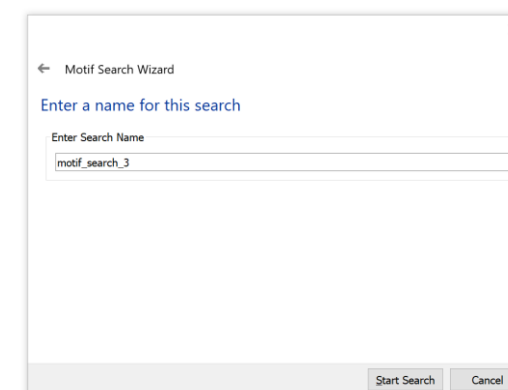 ← Motif Search Wizard
Enter a name for this search
Enter Search Name
motif_search_3
Start Search Cancel